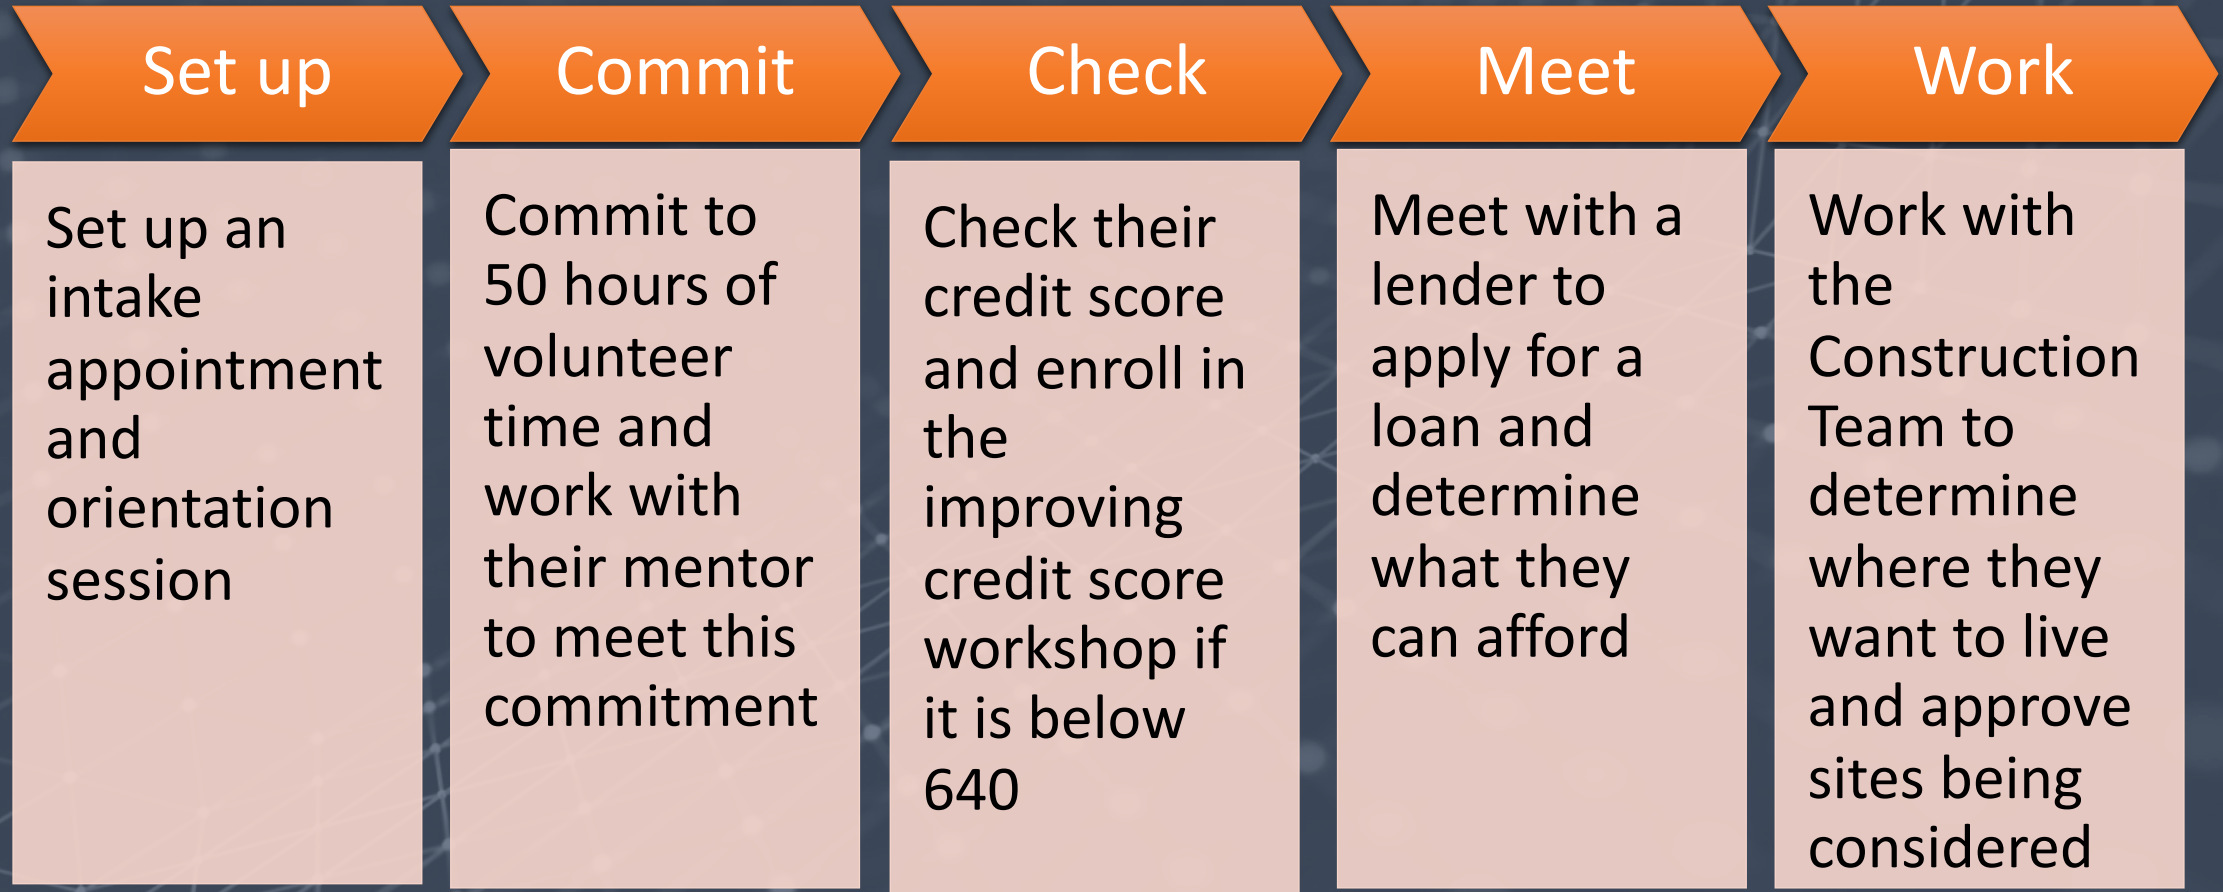 Set up
Set up an
intake
appointment
and
orientation
session
Commit
Commit to
50 hours of
volunteer
time and
work with
their mentor
to meet this
commitment
Check
Check their
credit score
and enroll in
the
improving
credit score
workshop if
it is below
640
Meet
Meet with a
lender to
apply for a
loan and
determine
what they
can afford
Work
Work with
the
Construction
Team to
determine
where they
want to live
and approve
sites being
considered